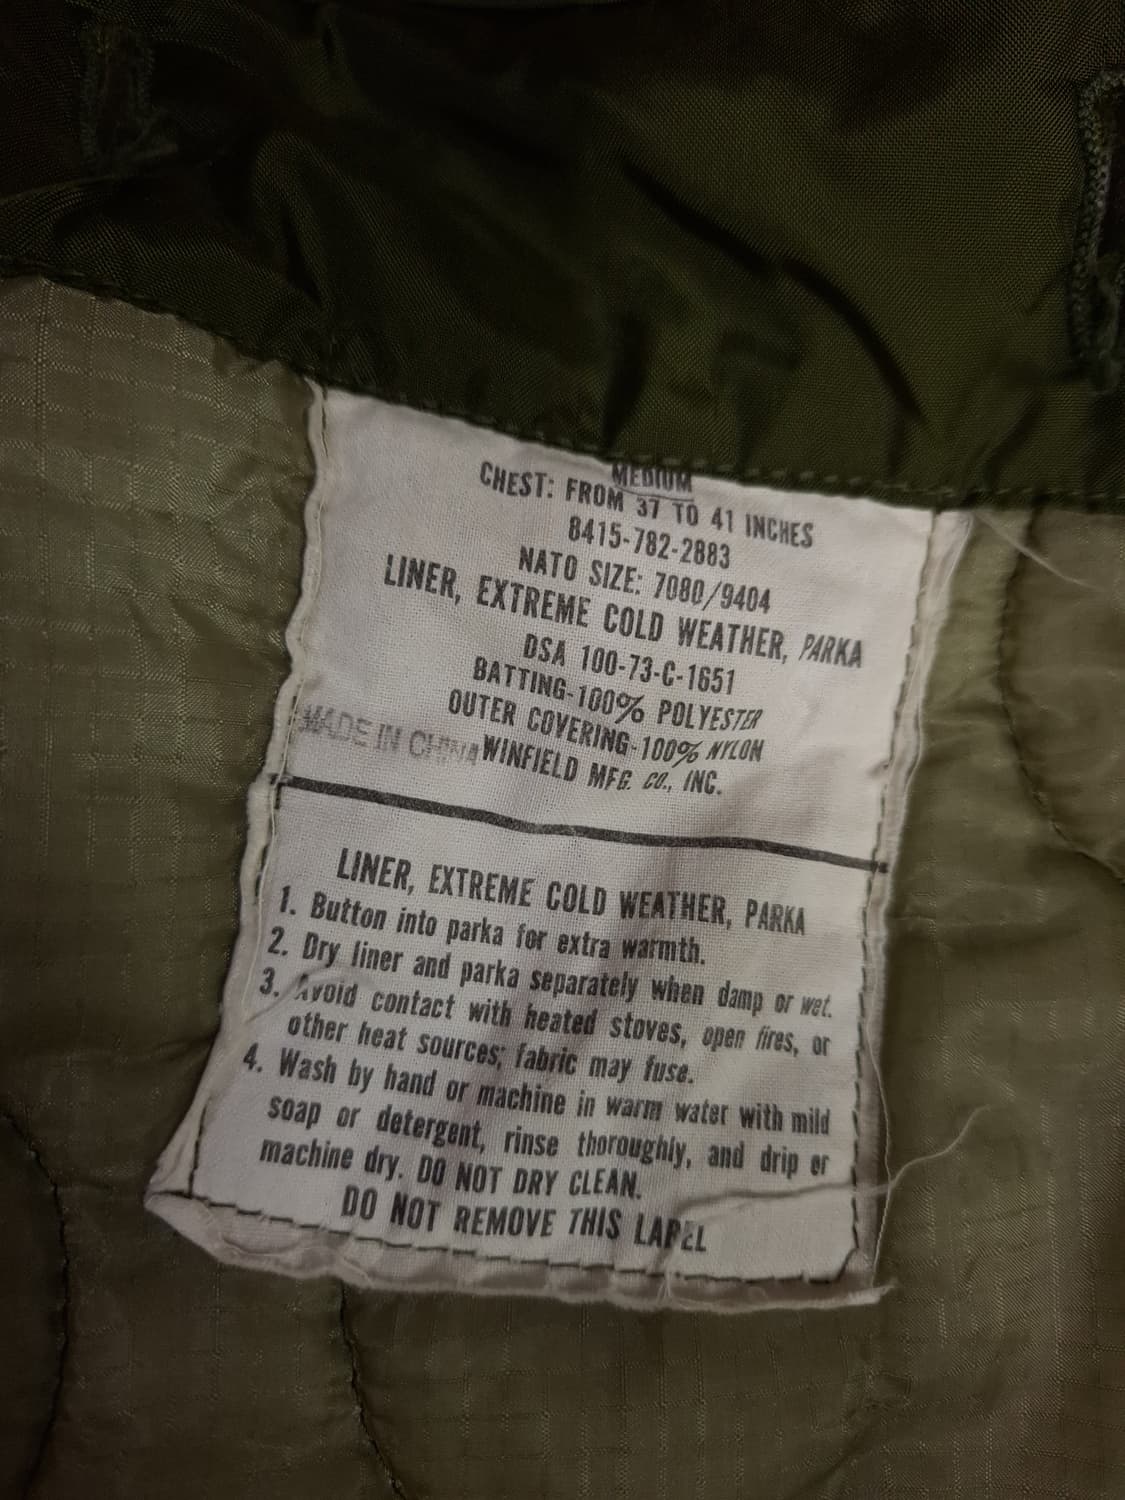 MEDIUM
CHEST: FROM 37 TO 41 INCHES
8415-782-2883
NATO SIZE: 7080/9404
LINER, EXTREME COLD WEATHER, PARKA
DSA 100-73-C-1651
BATTING-100% POLYESTER
OUTER COVERING-100% NYLON
MADE IN CHINA
WINFIELD MFG. CO., INC.
LINER, EXTREME COLD WEATHER, PARKA
1. Button into parka for extra warmth.
2. Dry liner and parka separately when damp or wet.
3. Avoid contact with heated stoves, open fires, or
other heat sources; fabric may fuse.
4. Wash by hand or machine in warm water with mild
soap or detergent, rinse thoroughly, and drip or
machine dry. DO NOT DRY CLEAN.
DO NOT REMOVE THIS LABEL